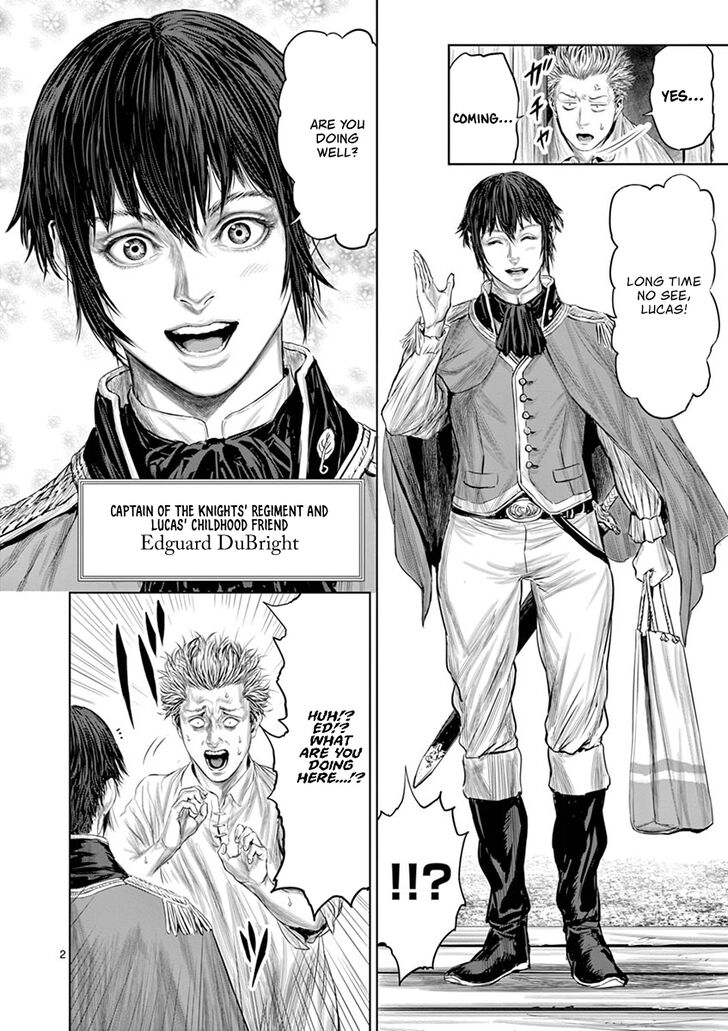 YES...
COMING...
ガチャ
LONG TIME
NO SEE,
LUCAS!
!!?
ARE YOU
DOING
WELL?
CAPTAIN OF THE KNIGHTS' REGIMENT AND
LUCAS' CHILDHOOD FRIEND
Edguard DuBright
HUH!?
ED!?
WHAT
ARE YOU
DOING
HERE...!?
2